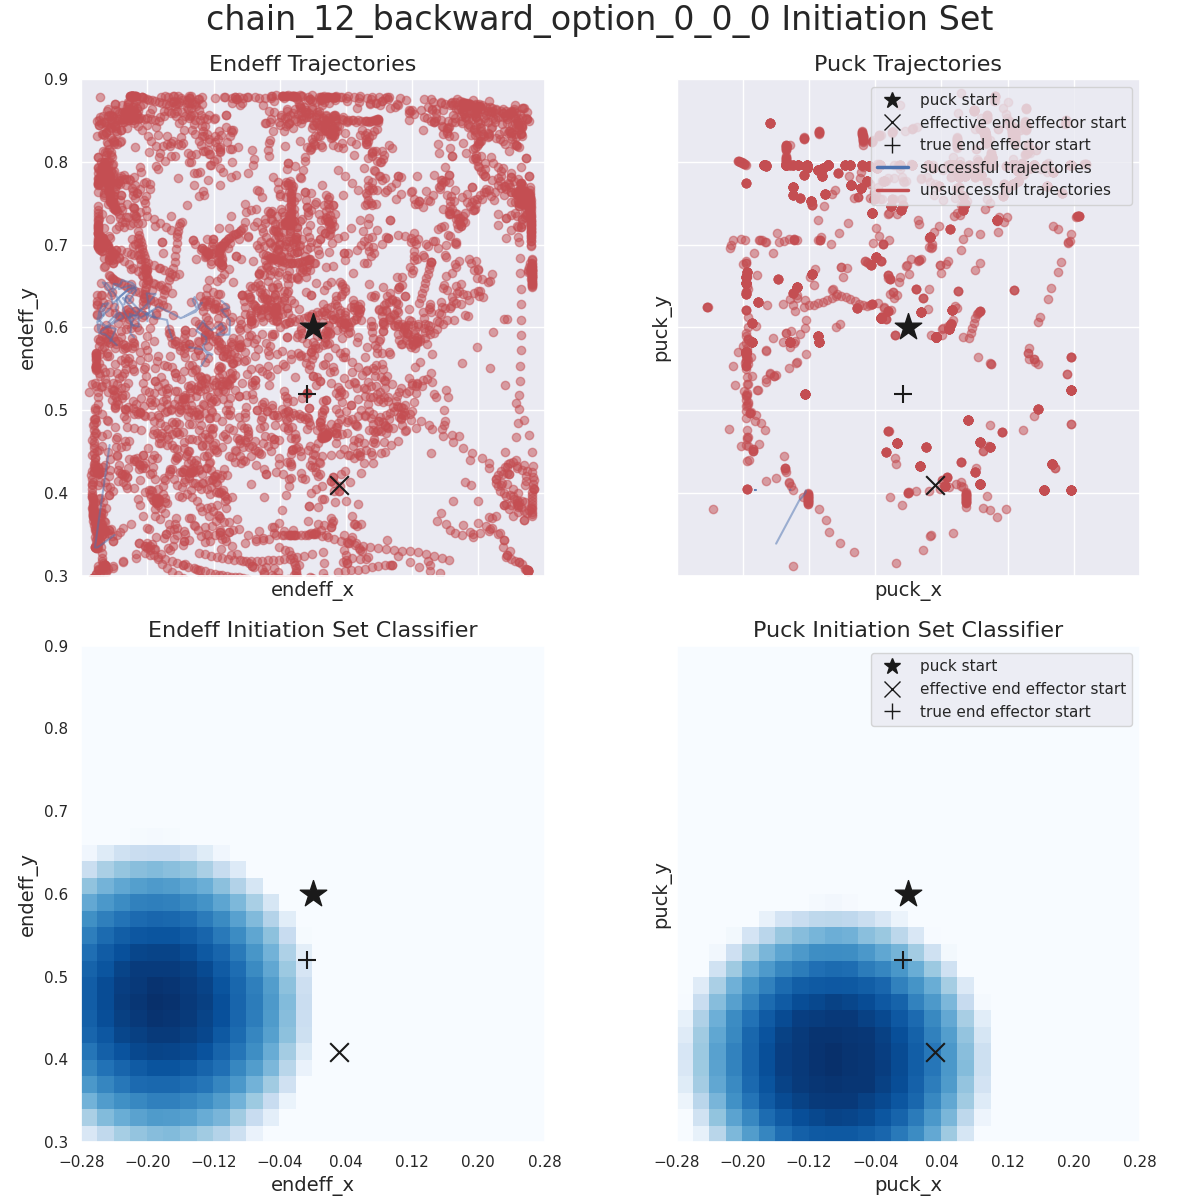 chain_12_backward_option_0_0_0 Initiation Set
Endeff Trajectories
Puck Trajectories
0.9
0.8
0.7
0.6
0.5
0.4
0.3
endeff_y
endeff_x
puck_y
puck_x
puck start
effective end effector start
true end effector start
successful trajectories
unsuccessful trajectories
Endeff Initiation Set Classifier
Puck Initiation Set Classifier
0.9
0.8
0.7
0.6
0.5
0.4
0.3
endeff_y
−0.28 −0.20 −0.12 −0.04 0.04 0.12 0.20 0.28
endeff_x
puck_y
puck start
effective end effector start
true end effector start
−0.28 −0.20 −0.12 −0.04 0.04 0.12 0.20 0.28
puck_x